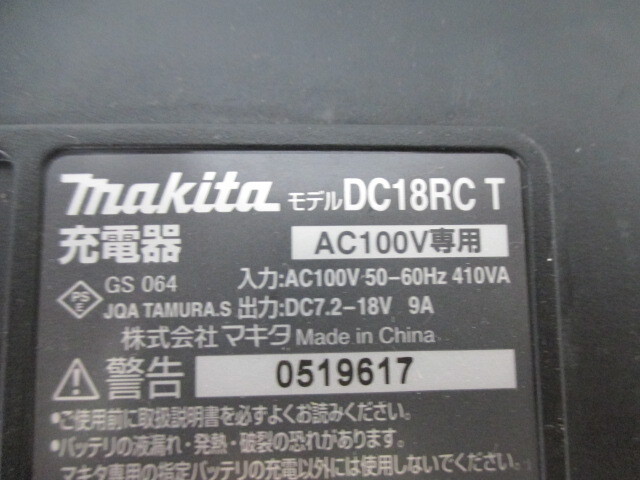 makita モデル DC18RC T
充電器 AC100V専用
GS 064 入力:AC100V 50-60Hz 410VA
PS E JQA TAMURA.S 出力:DC7.2-18V 9A
株式会社 マキタ Made in China
警告 0519617
•ご使用前に取扱説明書を必ずよくお読みください。
•バッテリの液漏れ・発熱・破裂の恐れがあります。
マキタ専用の指定バッテリの充電以外には使用しないでください。